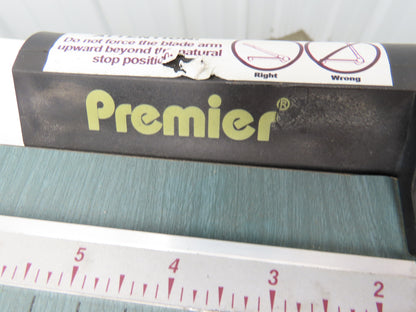 Do not force the blade arm
upward beyond the natural
stop position
Right
Wrong
Premier®
5 4 3 2